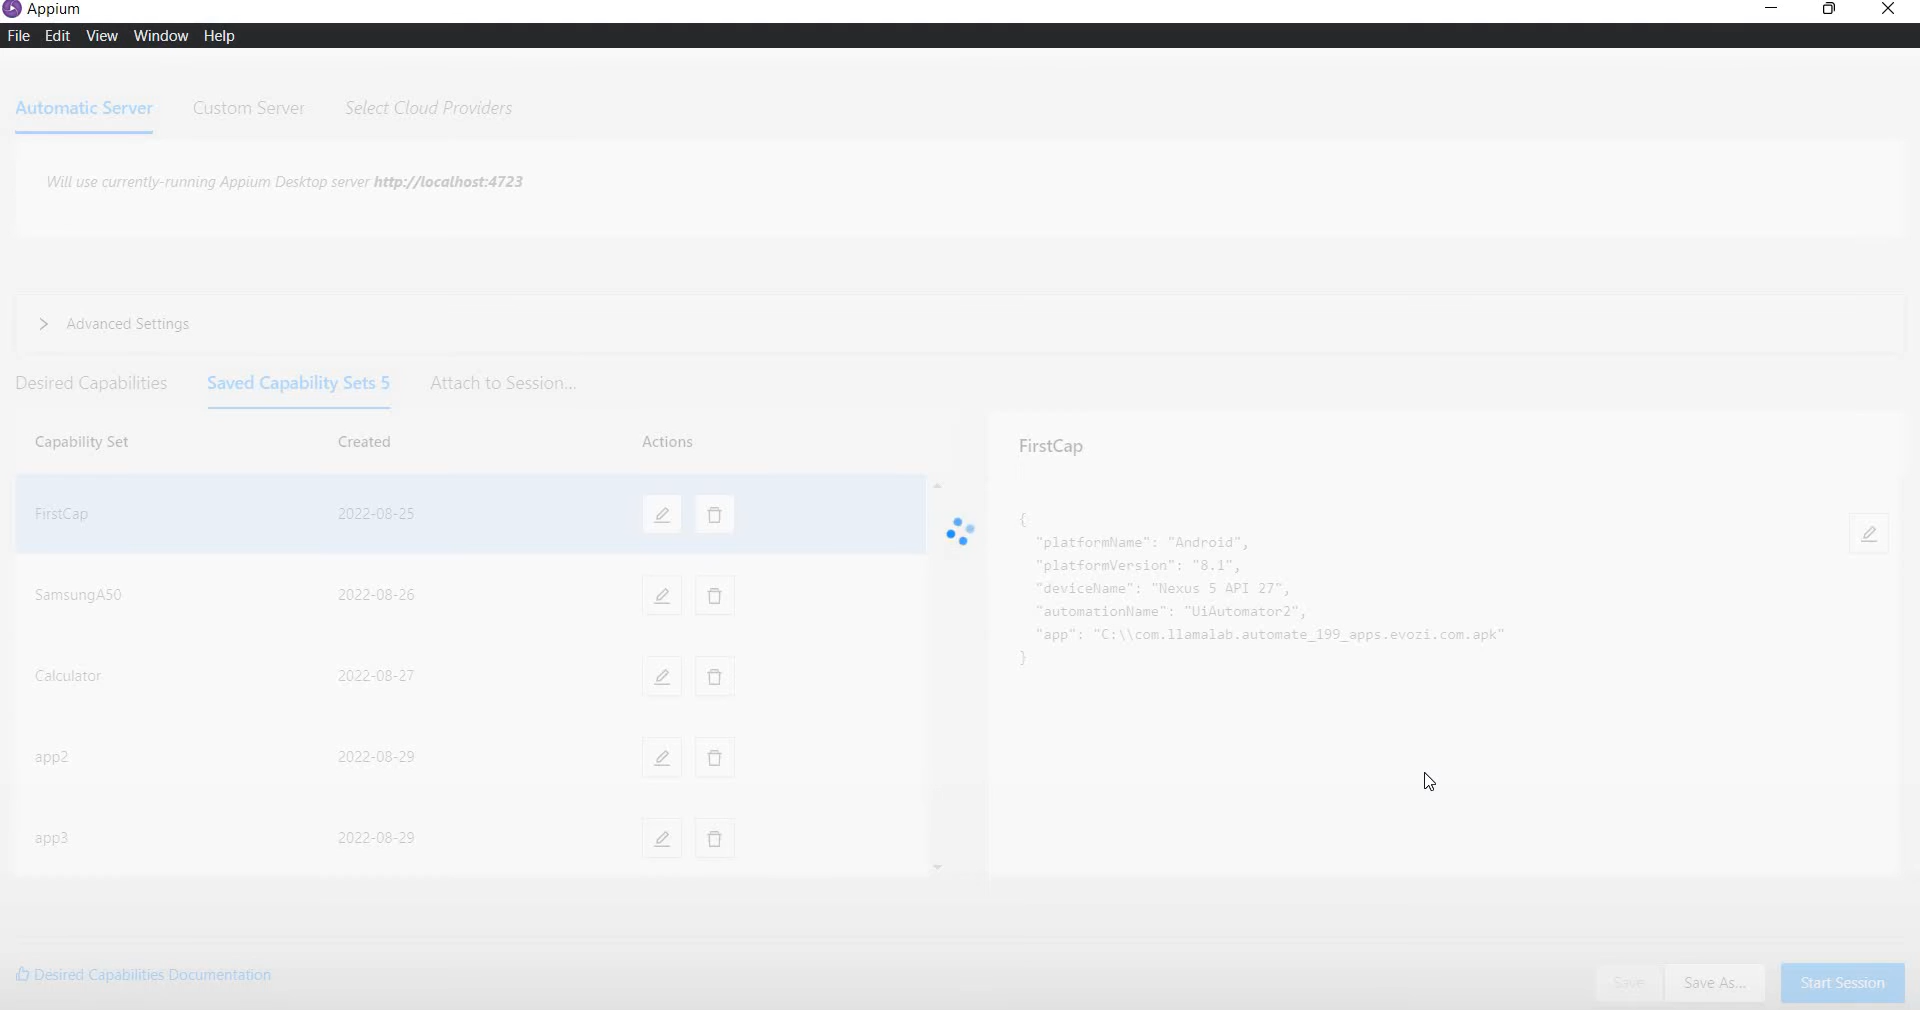 Appium
File Edit View Window Help
Automatic Server Custom Server Select Cloud Providers
Will use currently-running Appium Desktop server http://localhost:4723
Advanced Settings
Desired Capabilities Saved Capability Sets 5 Attach to Session...
Capability Set Created Actions
FirstCap 2022-08-25
SamsungA50 2022-08-26
Calculator 2022-08-27
app2 2022-08-29
app3 2022-08-29
FirstCap
{
"platformName": "Android",
"platformVersion": "8.1",
"deviceName": "Nexus 5 API 27",
"automationName": "UiAutomator2",
"app": "C:\\com.llamalab.automate_199_apps.evozi.com.apk"
}
Desired Capabilities Documentation
Save Save As... Start Session